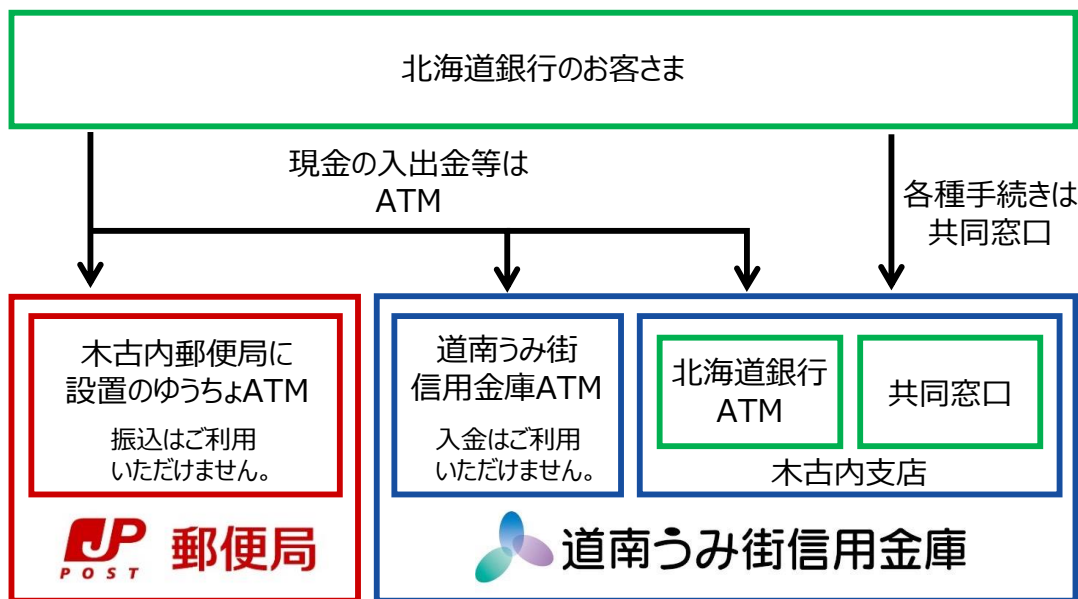 北海道銀行のお客さま
現金の入出金等は
ATM
各種手続きは
共同窓口
木古内郵便局に
設置のゆうちょATM
振込はご利用
いただけません。
道南うみ街
信用金庫ATM
入金はご利用
いただけません。
北海道銀行
ATM
共同窓口
木古内支店
JP
POST
郵便局
道南うみ街信用金庫